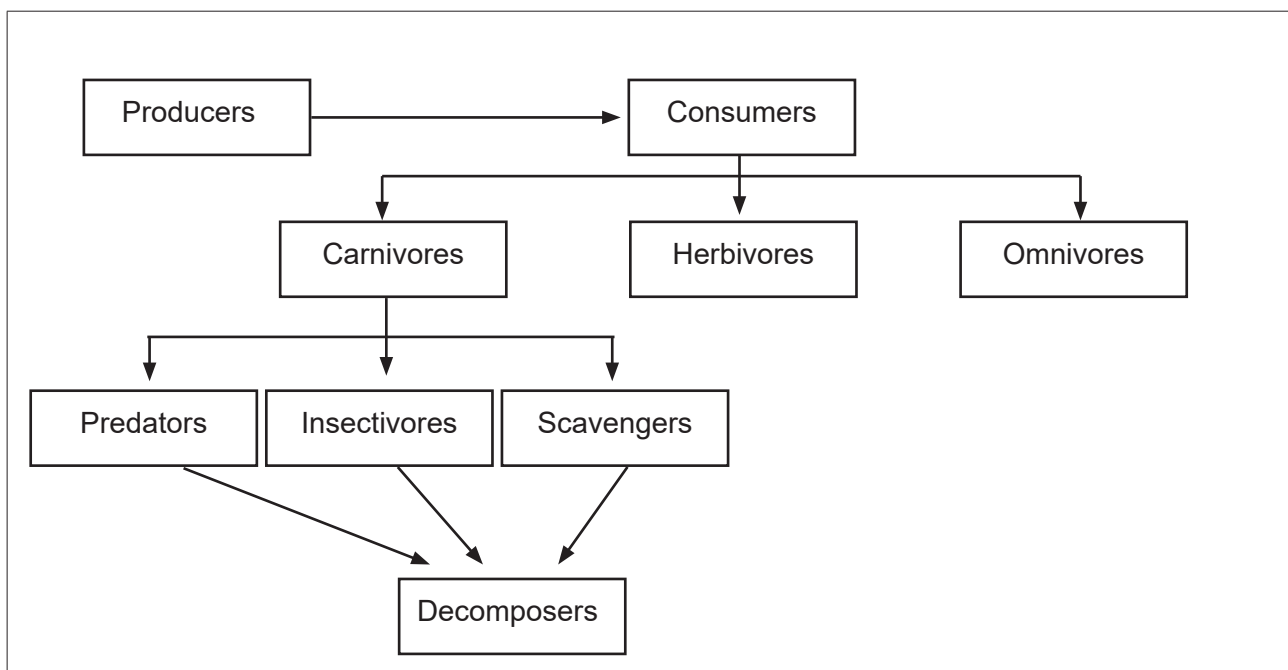 Producers
Consumers
Carnivores
Herbivores
Omnivores
Predators
Insectivores
Scavengers
Decomposers